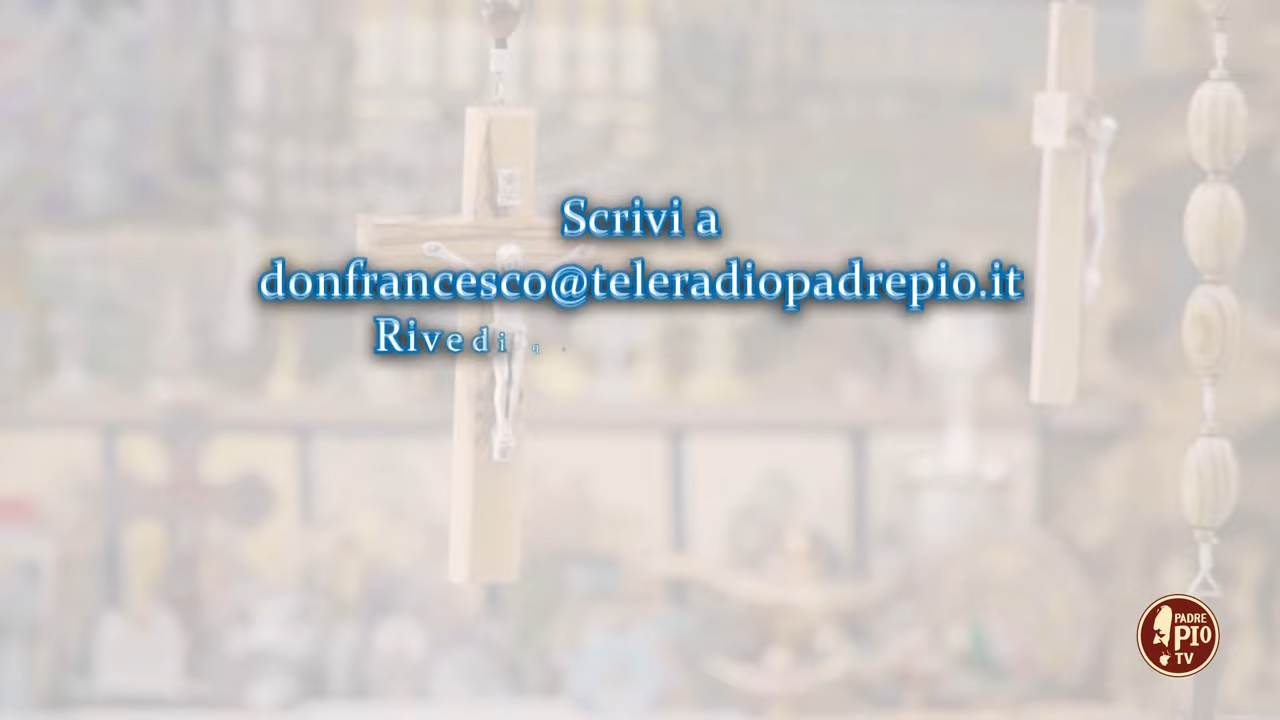 Scrivi a
donfrancesco@teleradiopadrepio.it
Rivedi
PADRE
PIO
TV